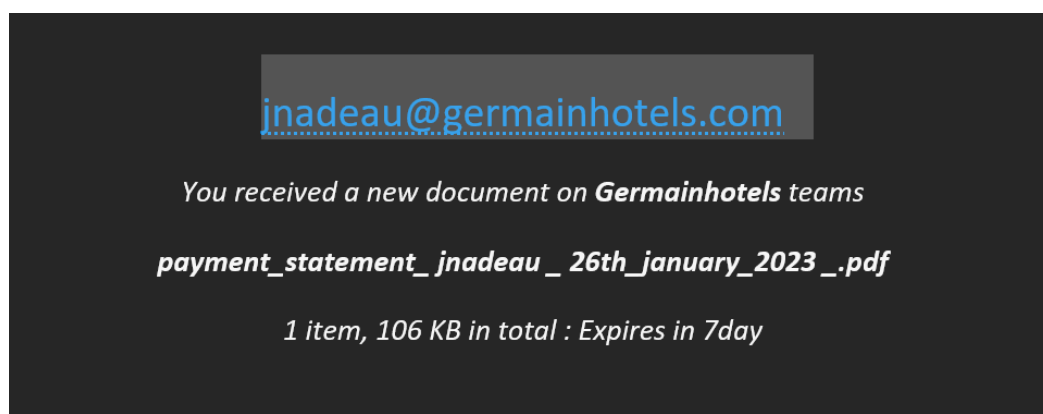 jnadeau@germainhotels.com
You received a new document on Germainhotels teams
payment_statement_ jnadeau _ 26th_january_2023 _.pdf
1 item, 106 KB in total : Expires in 7day